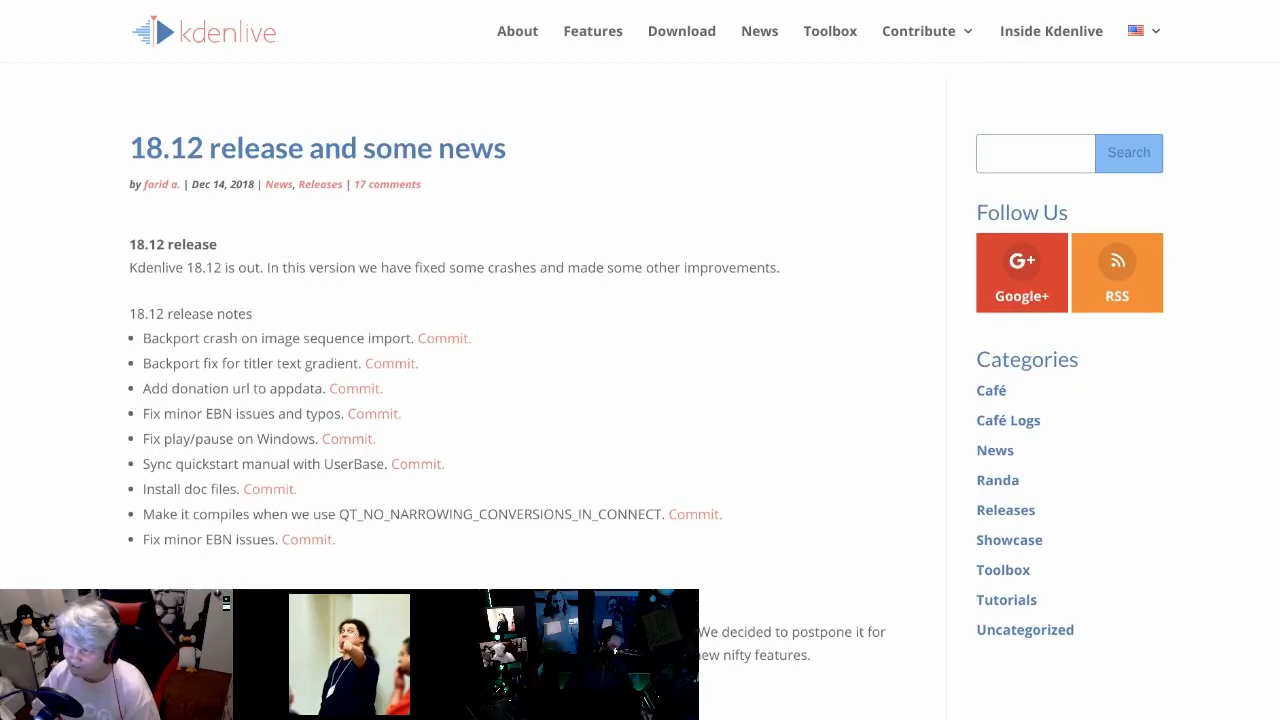 kdenlive
About Features Download News Toolbox Contribute Inside Kdenlive
18.12 release and some news
by farid a. | Dec 14, 2018 | News, Releases | 17 comments
18.12 release
Kdenlive 18.12 is out. In this version we have fixed some crashes and made some other improvements.
18.12 release notes
Backport crash on image sequence import. Commit.
Backport fix for titler text gradient. Commit.
Add donation url to appdata. Commit.
Fix minor EBN issues and typos. Commit.
Fix play/pause on Windows. Commit.
Sync quickstart manual with UserBase. Commit.
Install doc files. Commit.
Make it compiles when we use QT_NO_NARROWING_CONVERSIONS_IN_CONNECT. Commit.
Fix minor EBN issues. Commit.
We decided to postpone it for
new nifty features.
Search
Follow Us
G+
Google+
RSS
Categories
Café
Café Logs
News
Randa
Releases
Showcase
Toolbox
Tutorials
Uncategorized